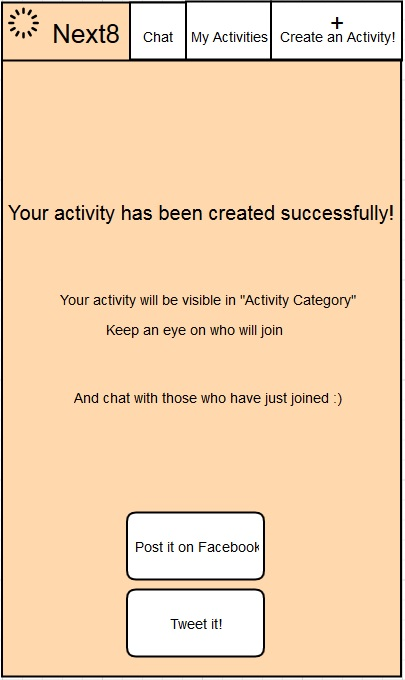 Next8
Chat
My Activities
+
Create an Activity!
Your activity has been created successfully!
Your activity will be visible in "Activity Category"
Keep an eye on who will join
And chat with those who have just joined :)
Post it on Facebook
Tweet it!